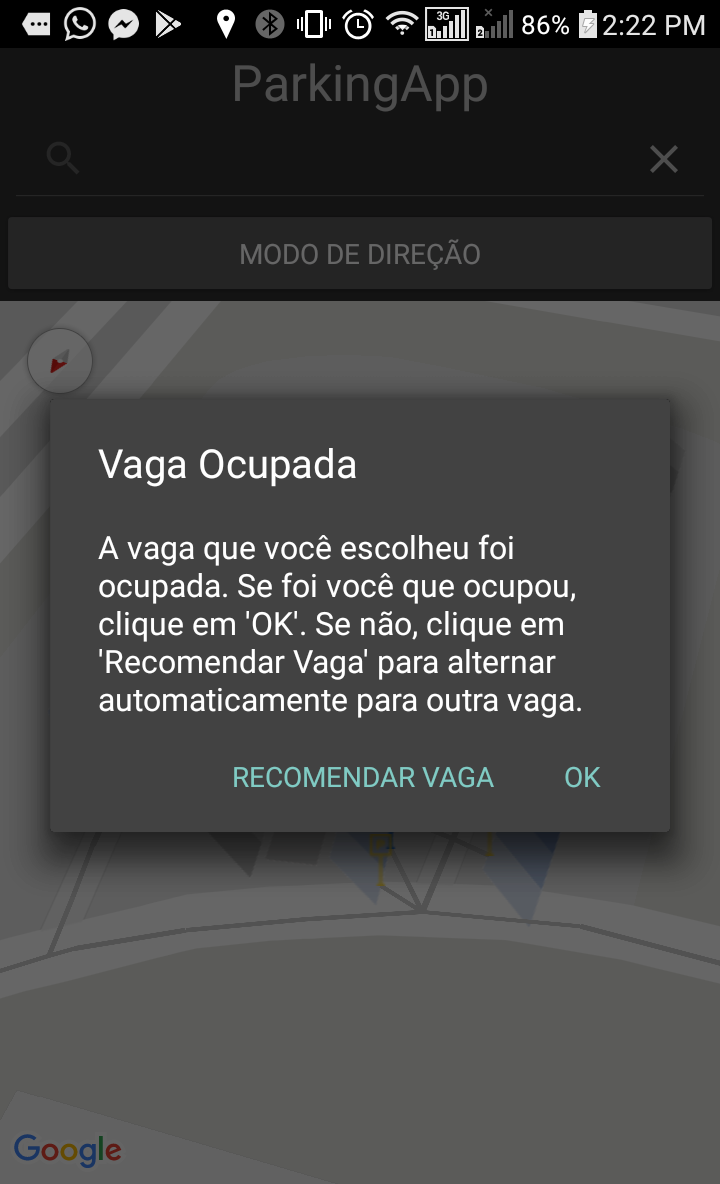 3G 1 2 86% 2:22 PM
ParkingApp
MODO DE DIREÇÃO
Vaga Ocupada
A vaga que você escolheu foi
ocupada. Se foi você que ocupou,
clique em 'OK'. Se não, clique em
'Recomendar Vaga' para alternar
automaticamente para outra vaga.
RECOMENDAR VAGA OK
Google